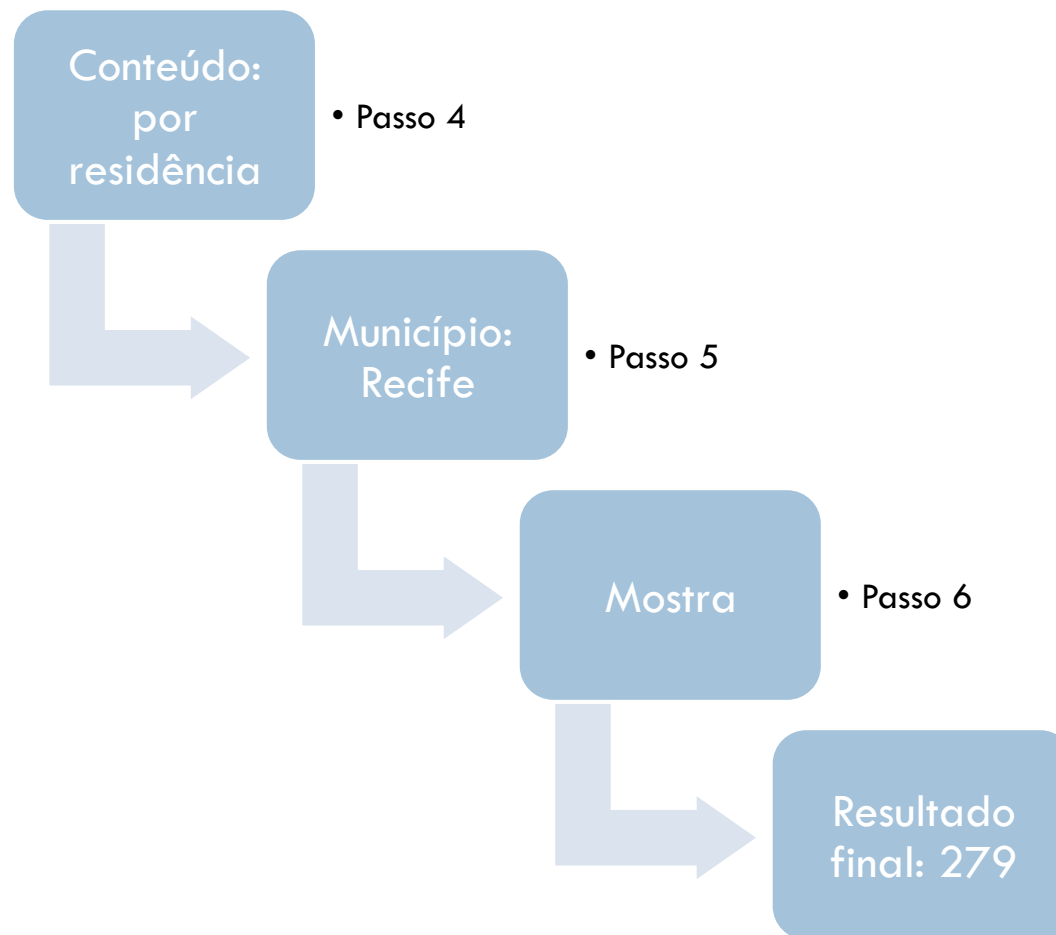 Conteúdo:
por
residência
• Passo 4
Município:
Recife
• Passo 5
Mostra
• Passo 6
Resultado
final: 279